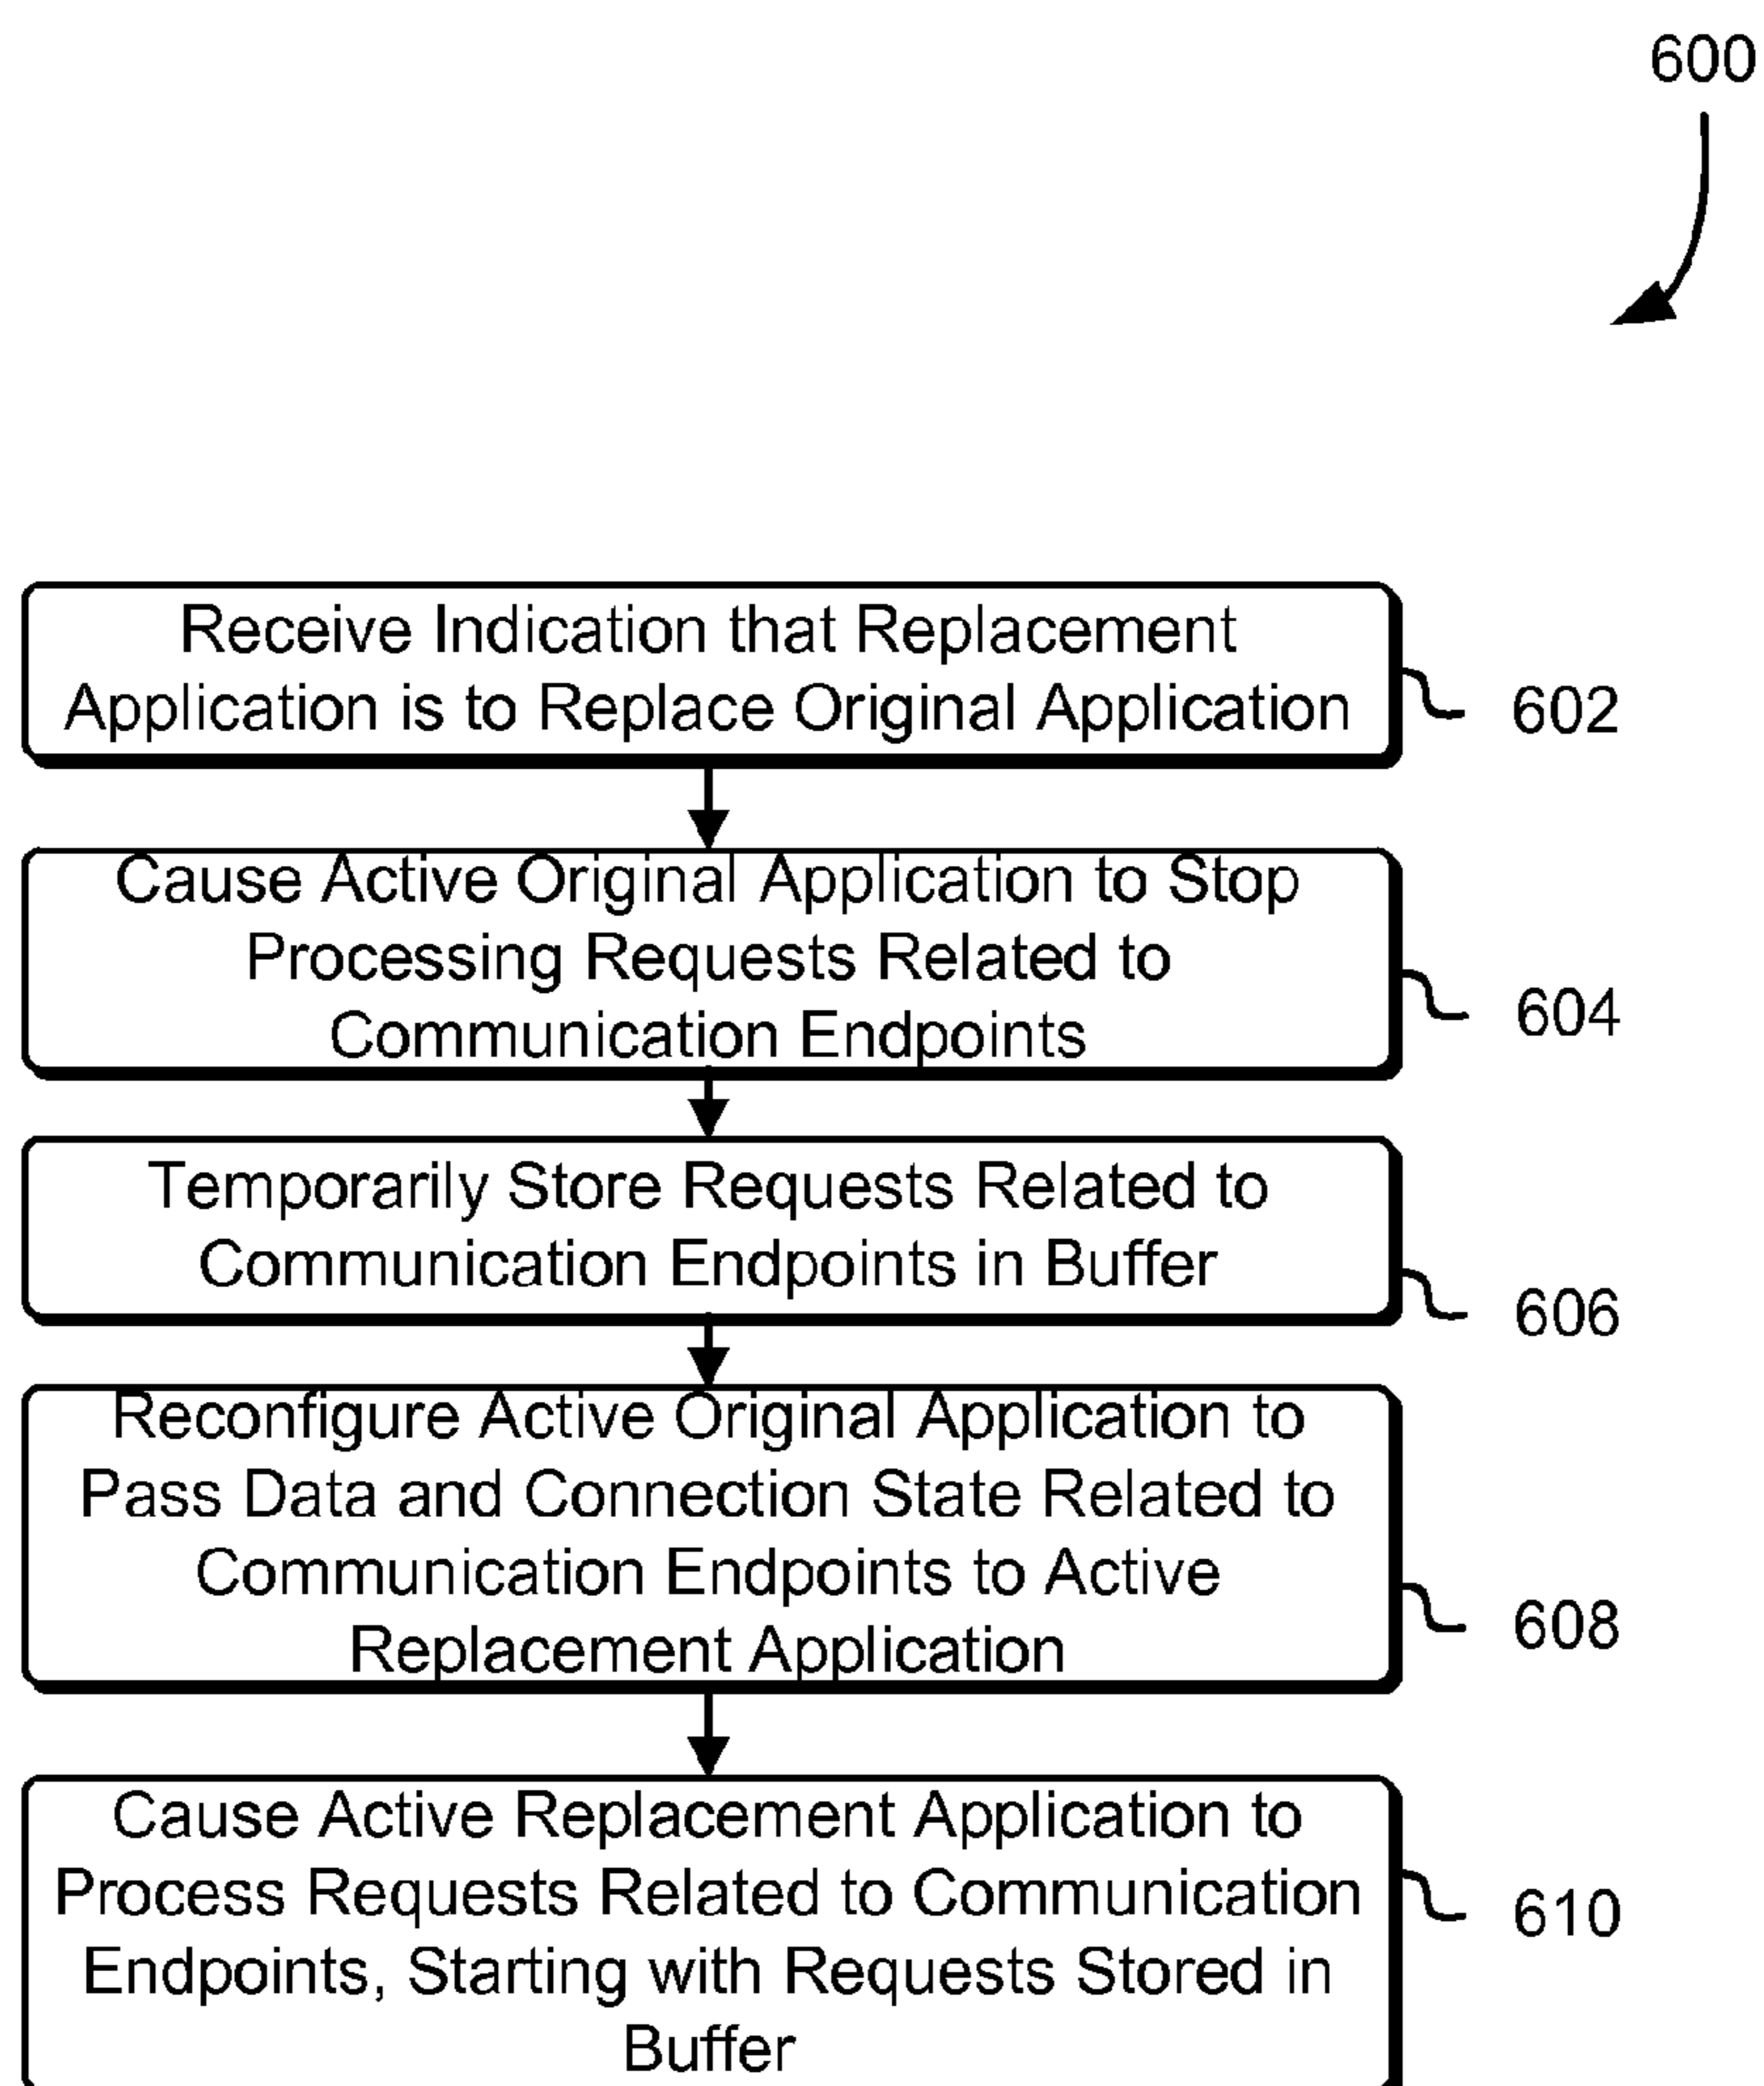 600
Receive Indication that Replacement
Application is to Replace Original Application
602
Cause Active Original Application to Stop
Processing Requests Related to
Communication Endpoints
604
Temporarily Store Requests Related to
Communication Endpoints in Buffer
606
Reconfigure Active Original Application to
Pass Data and Connection State Related to
Communication Endpoints to Active
Replacement Application
608
Cause Active Replacement Application to
Process Requests Related to Communication
Endpoints, Starting with Requests Stored in
Buffer
610